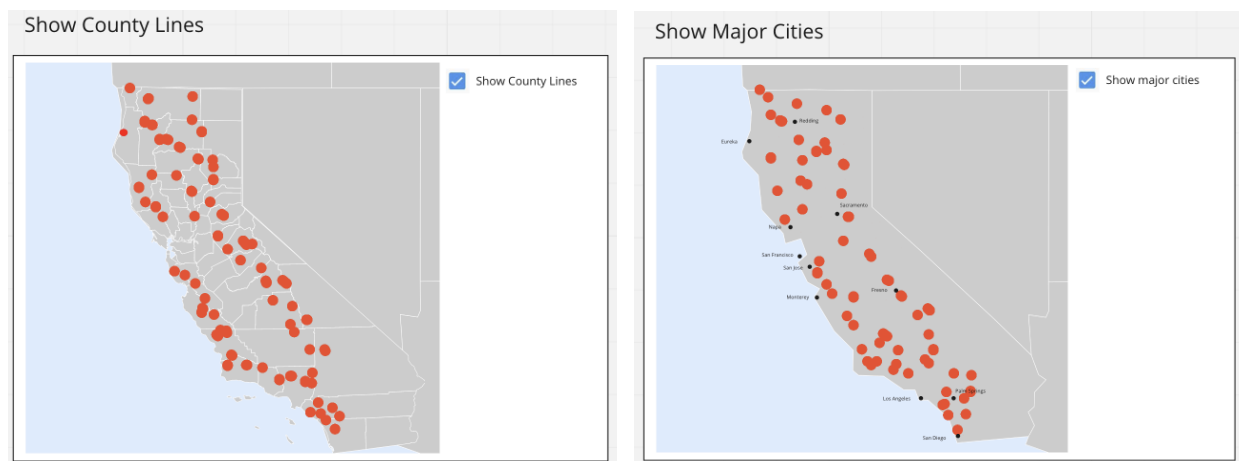 Show County Lines
Show County Lines
Show Major Cities
Show major cities
Redding
Eureka
Sacramento
Napa
San Francisco
San Jose
Monterey
Fresno
Los Angeles
Palm Springs
San Diego